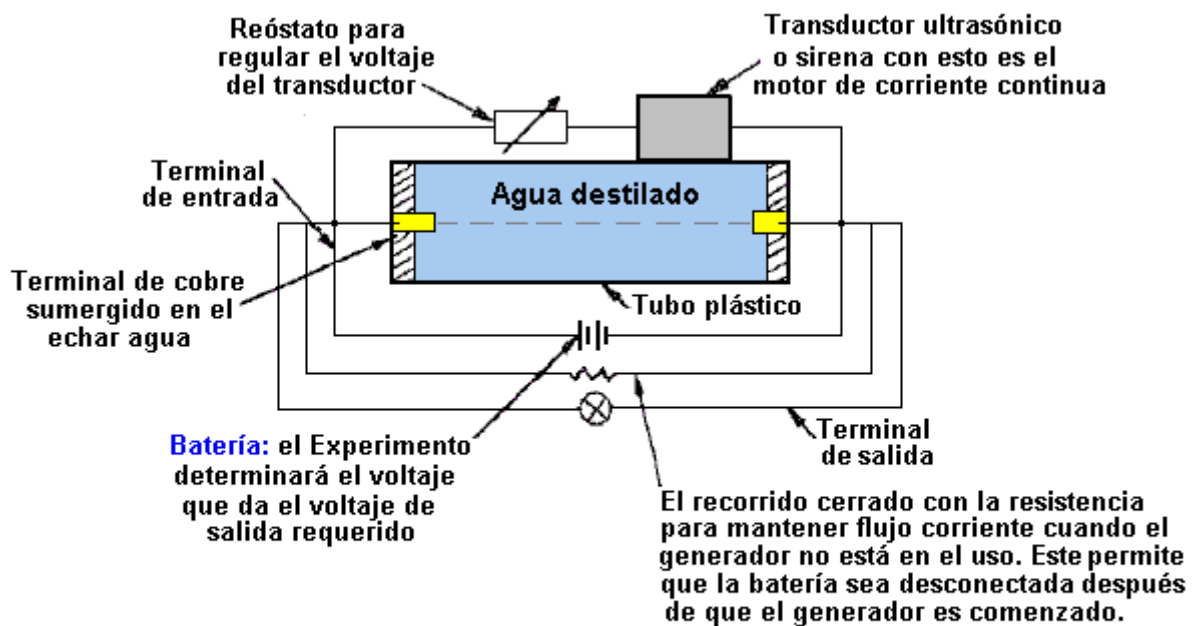 Reóstato para
regular el voltaje
del transductor
Transductor ultrasónico
o sirena con esto es el
motor de corriente continua
Terminal
de entrada
Agua destilado
Terminal de cobre
sumergido en el
echar agua
Tubo plástico
Batería: el Experimento
determinará el voltaje
que da el voltaje de
salida requerido
Terminal
de salida
El recorrido cerrado con la resistencia
para mantener flujo corriente cuando el
generador no está en el uso. Este permite
que la batería sea desconectada después
de que el generador es comenzado.